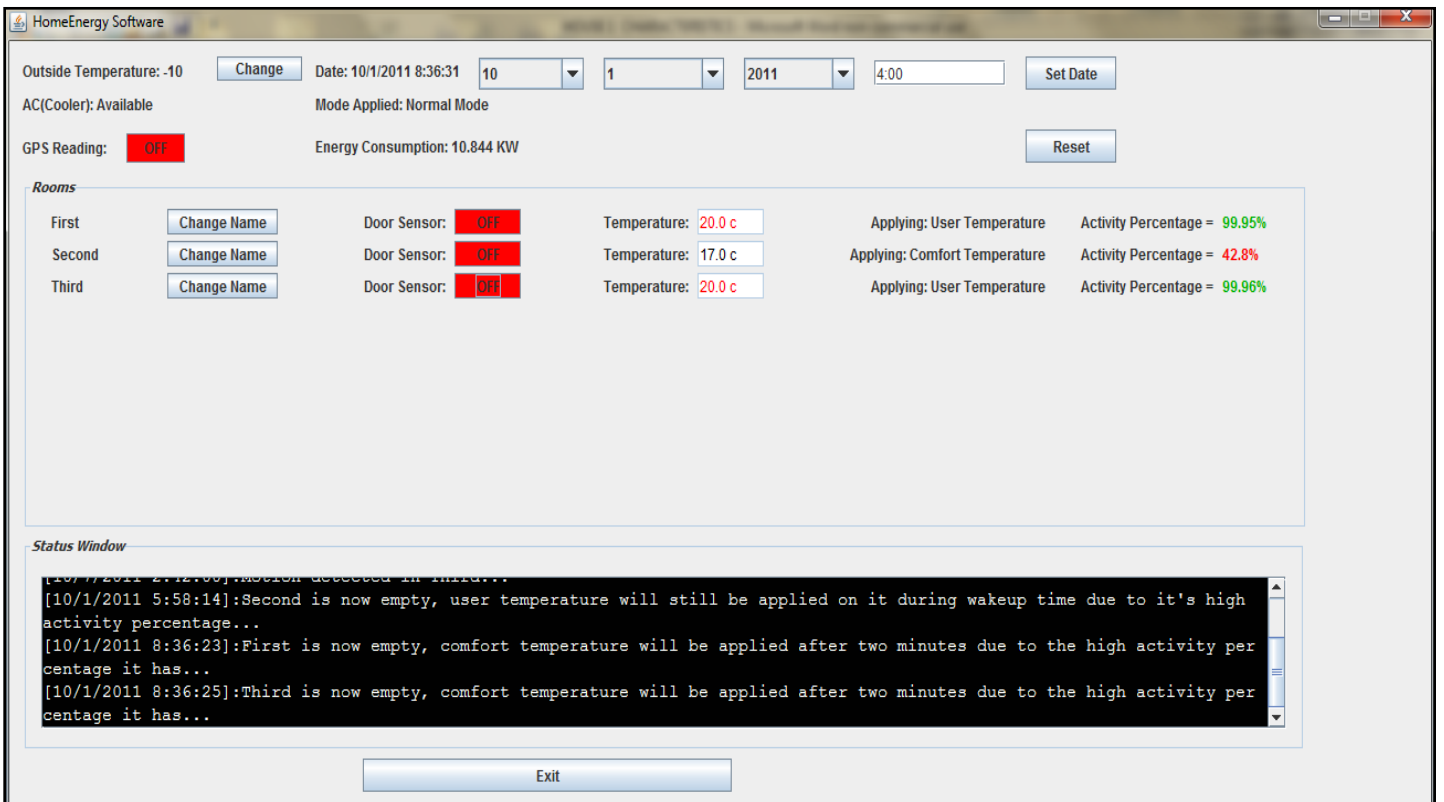 HomeEnergy Software
Outside Temperature: -10 Change Date: 10/1/2011 8:36:31 10 1 2011 4:00 Set Date
AC(Cooler): Available Mode Applied: Normal Mode
GPS Reading: OFF Energy Consumption: 10.844 KW Reset
Rooms
First Change Name Door Sensor: OFF Temperature: 20.0 c Applying: User Temperature Activity Percentage = 99.95%
Second Change Name Door Sensor: OFF Temperature: 17.0 c Applying: Comfort Temperature Activity Percentage = 42.8%
Third Change Name Door Sensor: OFF Temperature: 20.0 c Applying: User Temperature Activity Percentage = 99.96%
Status Window
:Motion detected in Third...
[10/1/2011 5:58:14]:Second is now empty, user temperature will still be applied on it during wakeup time due to it's high
activity percentage...
[10/1/2011 8:36:23]:First is now empty, comfort temperature will be applied after two minutes due to the high activity per
centage it has...
[10/1/2011 8:36:25]:Third is now empty, comfort temperature will be applied after two minutes due to the high activity per
centage it has...
Exit